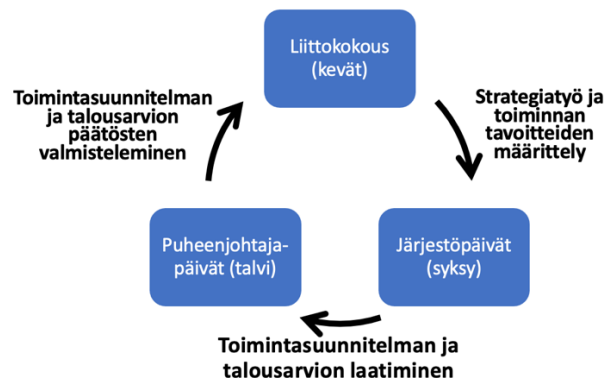 Liittokokous
(kevät)
Toimintasuunnitelman
ja talousarvion
päätösten
valmisteleminen
Strategiatyö ja
toiminnan
tavoitteiden
määrittely
Puheenjohtaja-
päivät (talvi)
Järjestöpäivät
(syksy)
Toimintasuunnitelman ja
talousarvion laatiminen